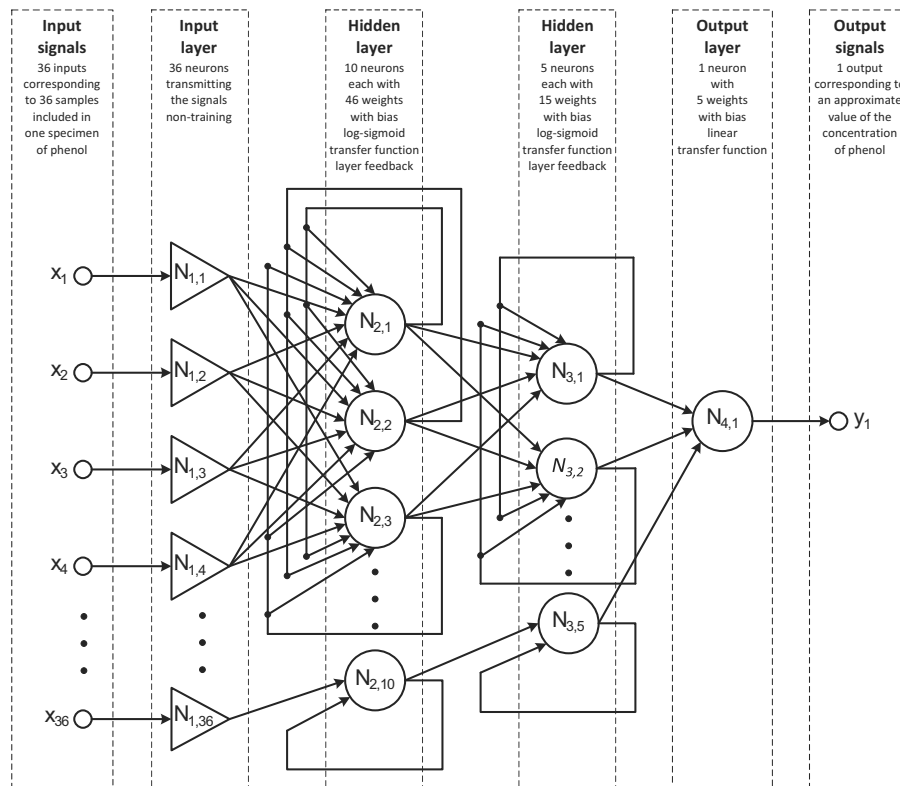 Input
signals
36 inputs
corresponding
to 36 samples
included in
one specimen
of phenol
Input
layer
36 neurons
transmitting
the signals
non-training
Hidden
layer
10 neurons
each with
46 weights
with bias
log-sigmoid
transfer function
layer feedback
Hidden
layer
5 neurons
each with
15 weights
with bias
log-sigmoid
transfer function
layer feedback
Output
layer
1 neuron
with
5 weights
with bias
linear
transfer function
Output
signals
1 output
corresponding to
an approximate
value of the
concentration
of phenol
x1
N1,1
x2
N1,2
x3
N1,3
x4
N1,4
x36
N1,36
N2,1
N2,2
N2,3
N2,10
N3,1
N3,2
N3,5
N4,1
y1